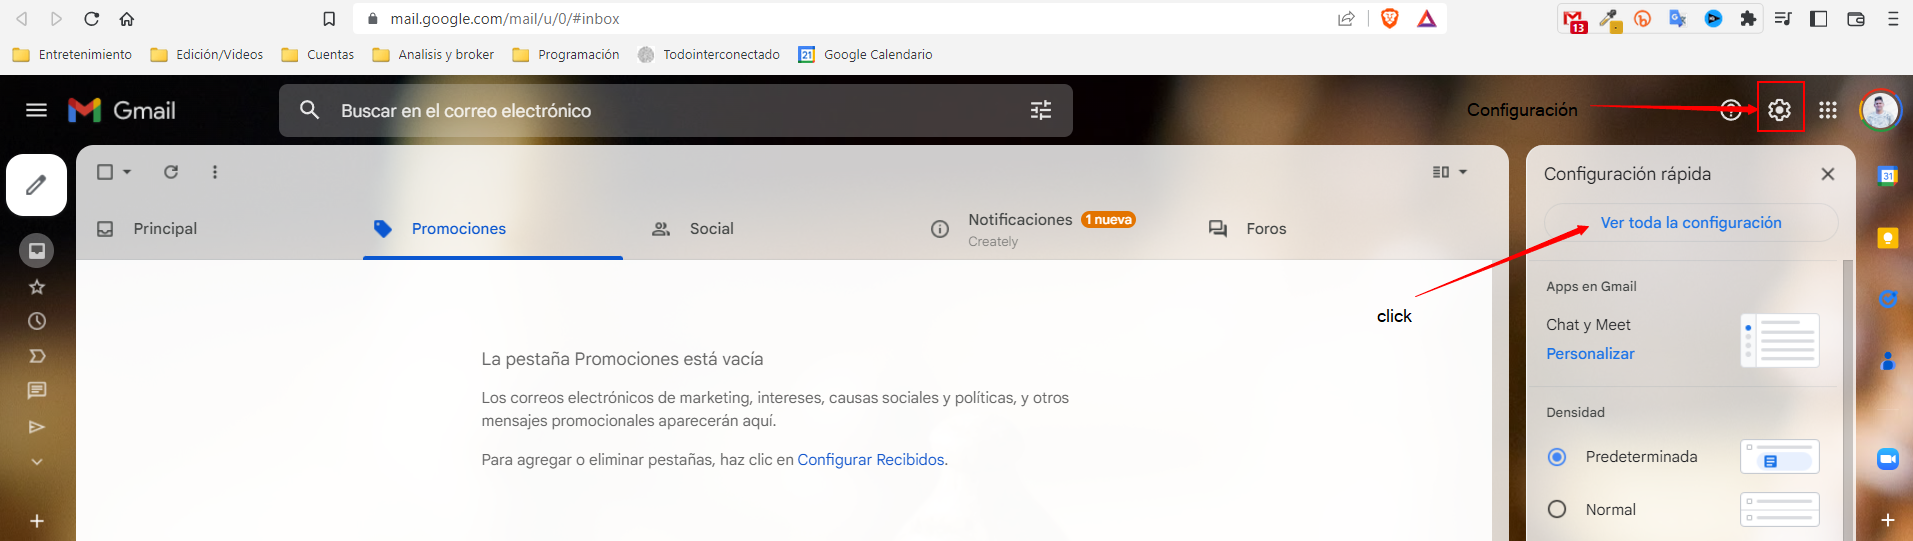 mail.google.com/mail/u/0/#inbox
13
Entretenimiento
Edición/Videos
Cuentas
Analisis y broker
Programación
Todointerconectado
21
Google Calendario
Gmail
Buscar en el correo electrónico
Configuración
Configuración rápida
31
Principal
Promociones
Social
Notificaciones
1 nueva
Creately
Foros
Ver toda la configuración
click
Apps en Gmail
Chat y Meet
Personalizar
La pestaña Promociones está vacía
Los correos electrónicos de marketing, intereses, causas sociales y políticas, y otros
mensajes promocionales aparecerán aquí.
Para agregar o eliminar pestañas, haz clic en Configurar Recibidos.
Densidad
Predeterminada
Normal